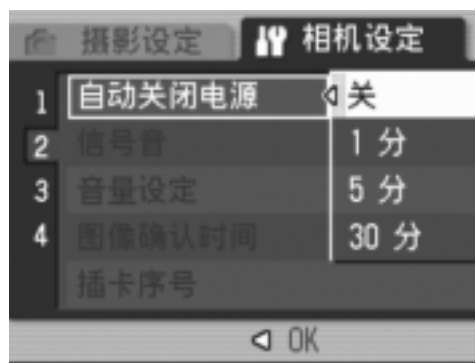 摄影设定 相机设定
1 自动关闭电源 关
2 信号音 1 分
3 音量设定 5 分
4 图像确认时间 30 分
插卡序号
OK